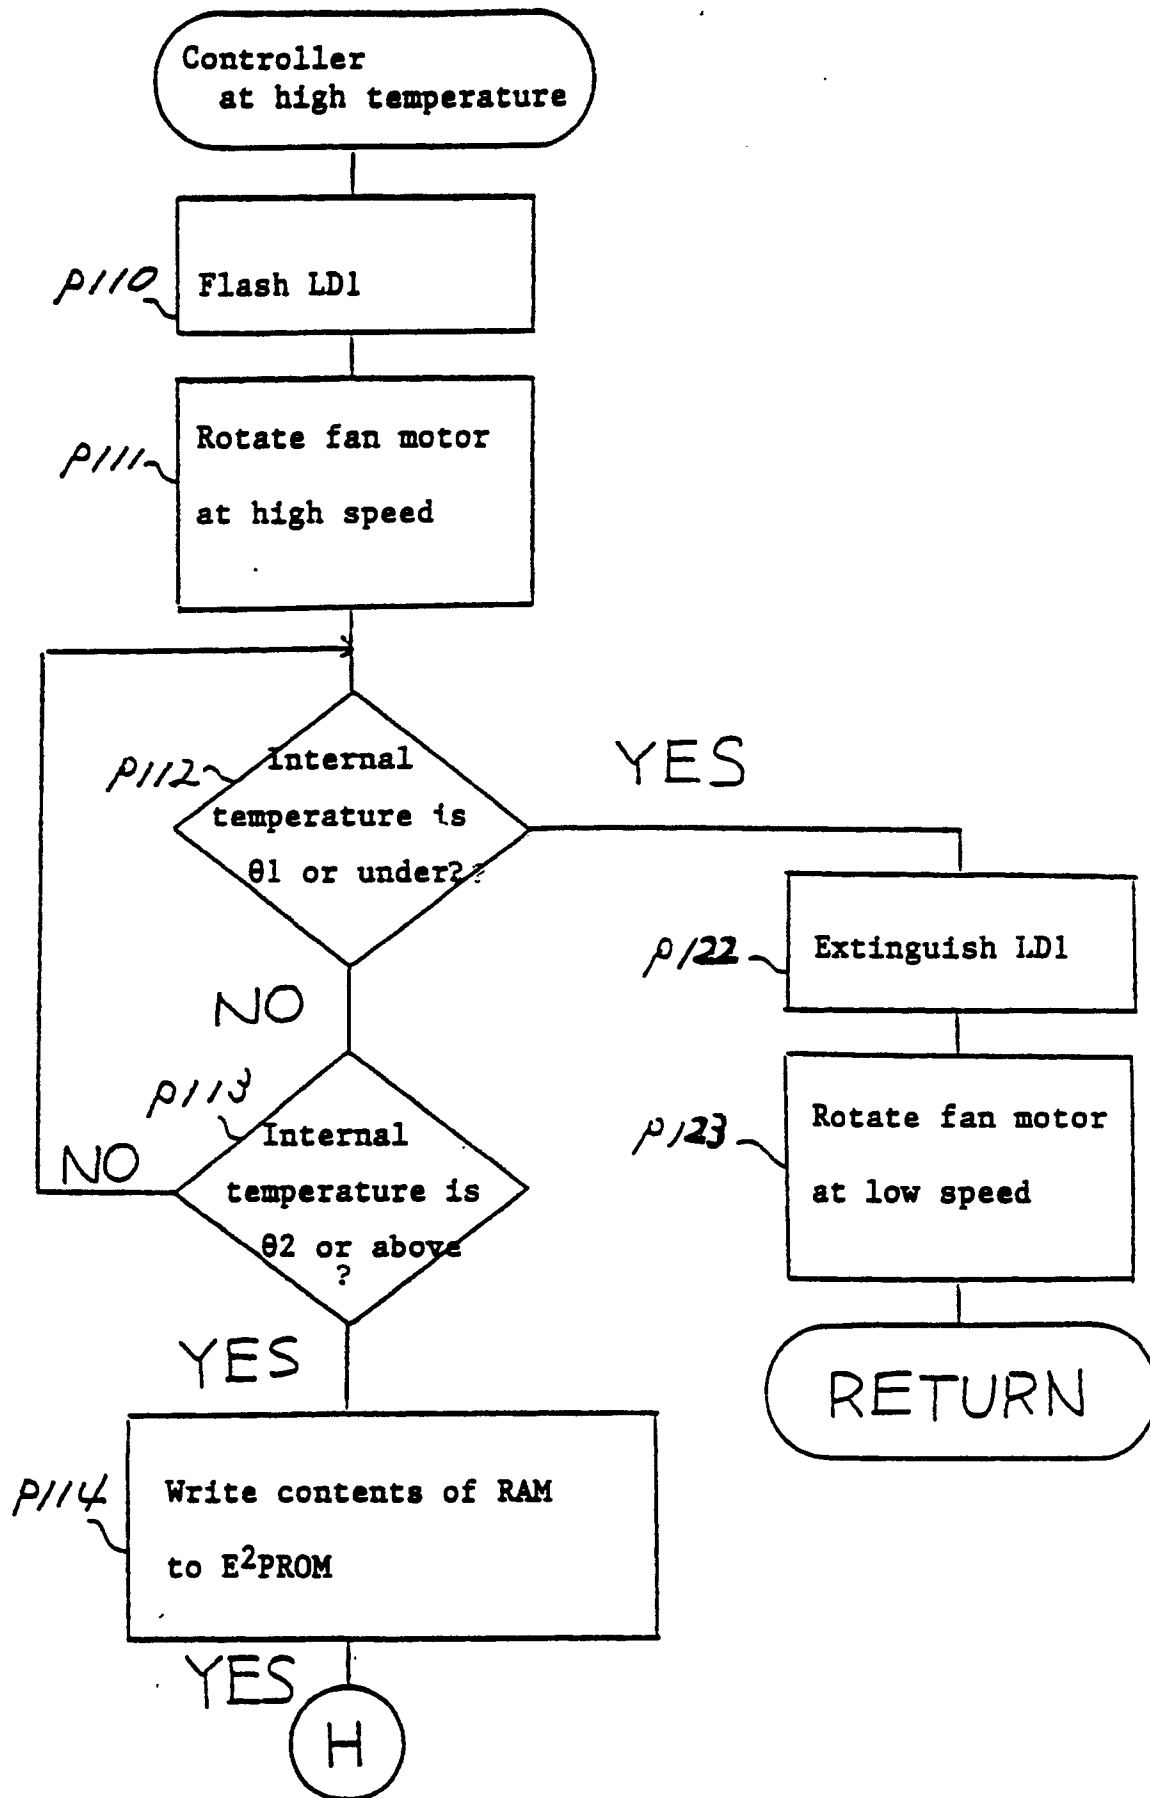 Controller
at high temperature
p110
Flash LD1
p111
Rotate fan motor
at high speed
p112
Internal
temperature is
θ1 or under?
YES
NO
p122
Extinguish LD1
p123
Rotate fan motor
at low speed
RETURN
p113
Internal
temperature is
θ2 or above
?
NO
YES
p114
Write contents of RAM
to E²PROM
YES
H